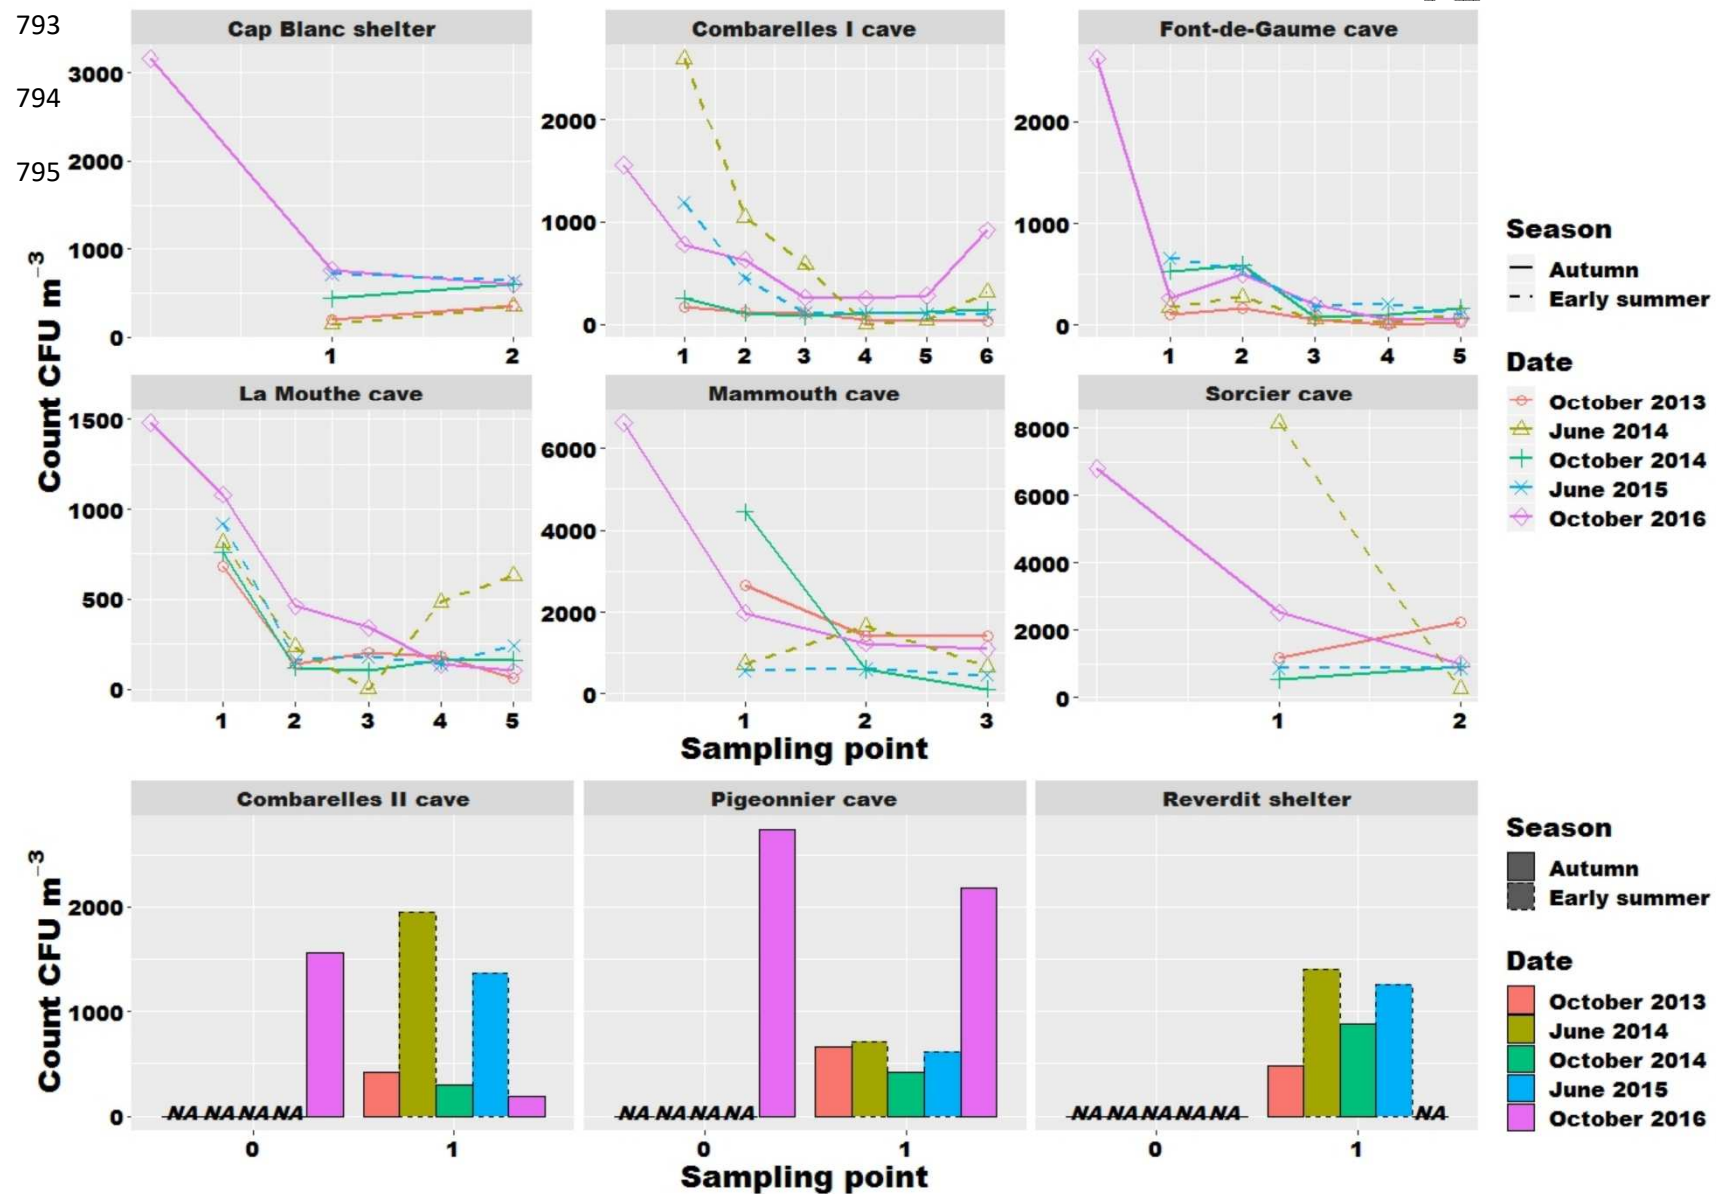 793
794
795
Cap Blanc shelter
Combarelles I cave
Font-de-Gaume cave
3000
2000
1000
0
1 2
2000
1000
0
1 2 3 4 5 6
2000
1000
0
1 2 3 4 5
La Mouthe cave
Mammouth cave
Sorcier cave
1500
1000
500
0
1 2 3 4 5
6000
4000
2000
0
1 2 3
8000
6000
4000
2000
0
1 2
Count CFU m⁻³
Sampling point
Season
Autumn
Early summer
Date
October 2013
June 2014
October 2014
June 2015
October 2016
Combarelles II cave
Pigeonnier cave
Reverdit shelter
2000
1000
0
NA NA NA NA
NA NA NA NA
NA NA NA NA NA
NA
0 1
0 1
0 1
Count CFU m⁻³
Sampling point
Season
Autumn
Early summer
Date
October 2013
June 2014
October 2014
June 2015
October 2016